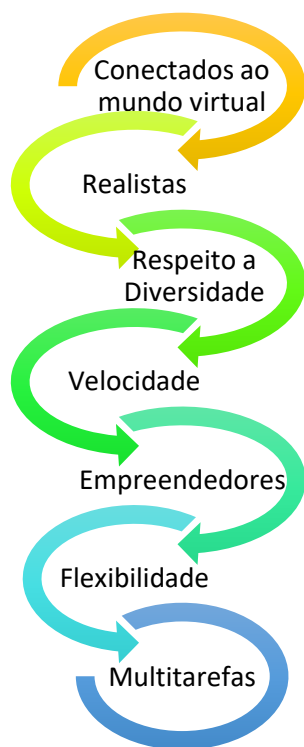 Conectados ao
mundo virtual
Realistas
Respeito a
Diversidade
Velocidade
Empreendedores
Flexibilidade
Multitarefas